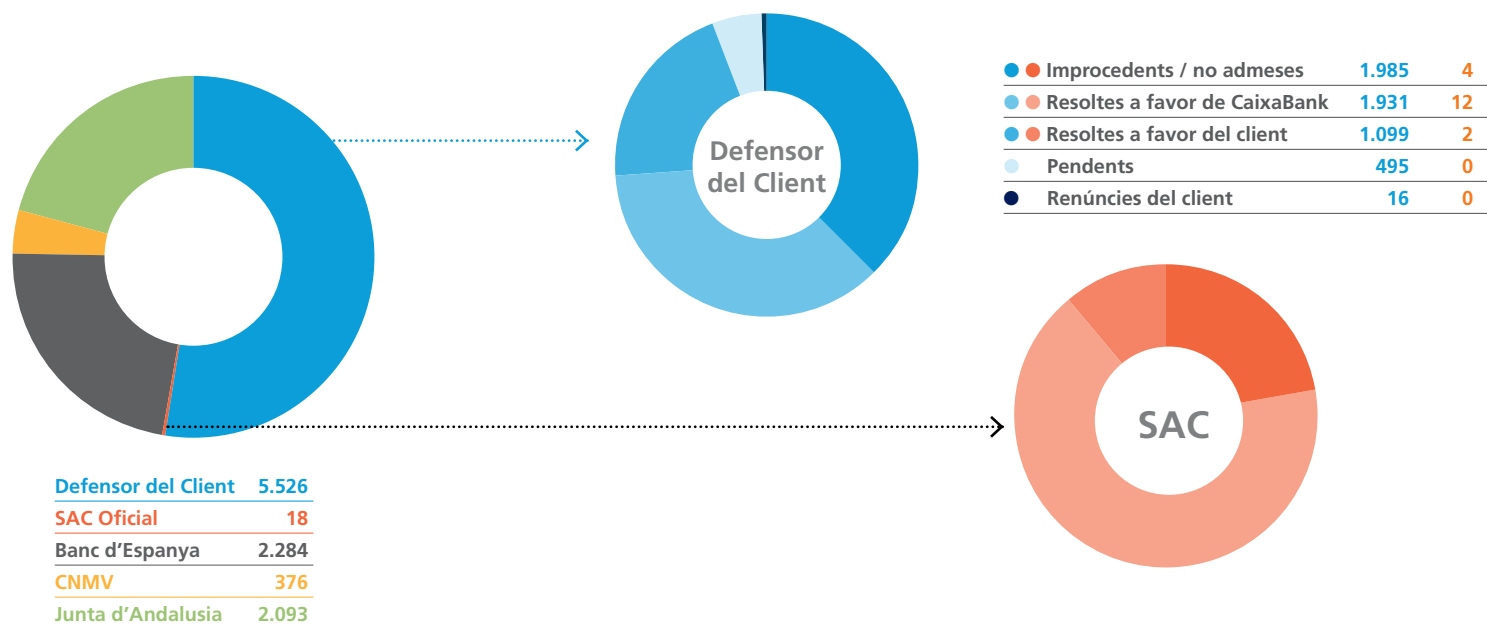 Defensor
del Client
Improcedents / no admeses 1.985 4
Resoltes a favor de CaixaBank 1.931 12
Resoltes a favor del client 1.099 2
Pendents 495 0
Renúncies del client 16 0
SAC
Defensor del Client 5.526
SAC Oficial 18
Banc d’Espanya 2.284
CNMV 376
Junta d’Andalusia 2.093